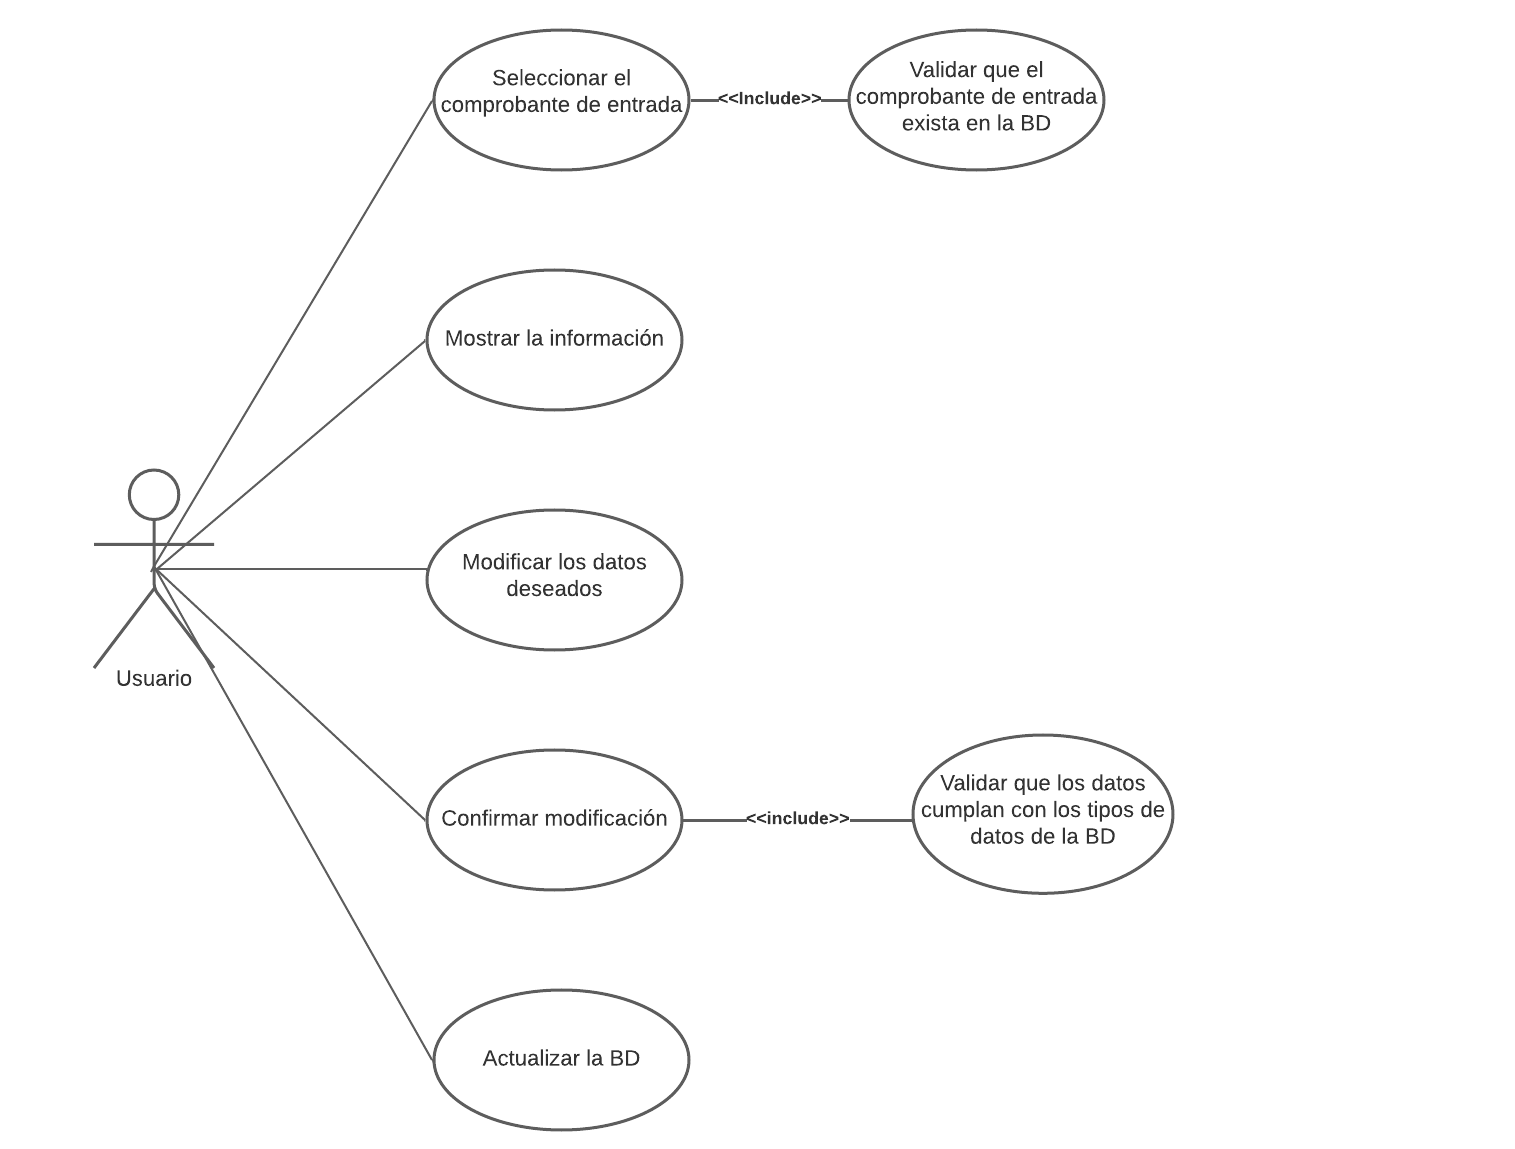 Seleccionar el
comprobante de entrada
<<Include>>
Validar que el
comprobante de entrada
exista en la BD
Mostrar la información
Modificar los datos
deseados
Usuario
Confirmar modificación
<<include>>
Validar que los datos
cumplan con los tipos de
datos de la BD
Actualizar la BD